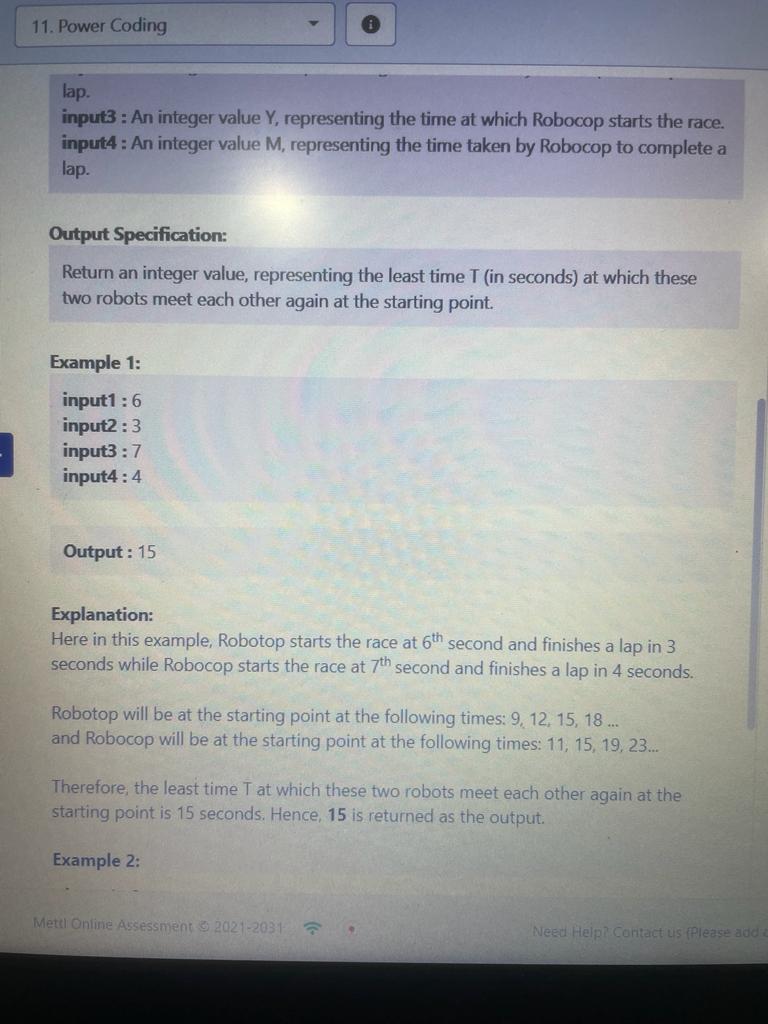 11. Power Coding
lap.
input3 : An integer value Y, representing the time at which Robocop starts the race.
input4 : An integer value M, representing the time taken by Robocop to complete a
lap.
Output Specification:
Return an integer value, representing the least time T (in seconds) at which these
two robots meet each other again at the starting point.
Example 1:
input1 : 6
input2 : 3
input3 : 7
input4 : 4
Output : 15
Explanation:
Here in this example, Robotop starts the race at 6th second and finishes a lap in 3
seconds while Robocop starts the race at 7th second and finishes a lap in 4 seconds.
Robotop will be at the starting point at the following times: 9, 12, 15, 18 ...
and Robocop will be at the starting point at the following times: 11, 15, 19, 23...
Therefore, the least time T at which these two robots meet each other again at the
starting point is 15 seconds. Hence, 15 is returned as the output.
Example 2:
Mettl Online Assessment © 2021-2031
Need Help? Contact us (Please add